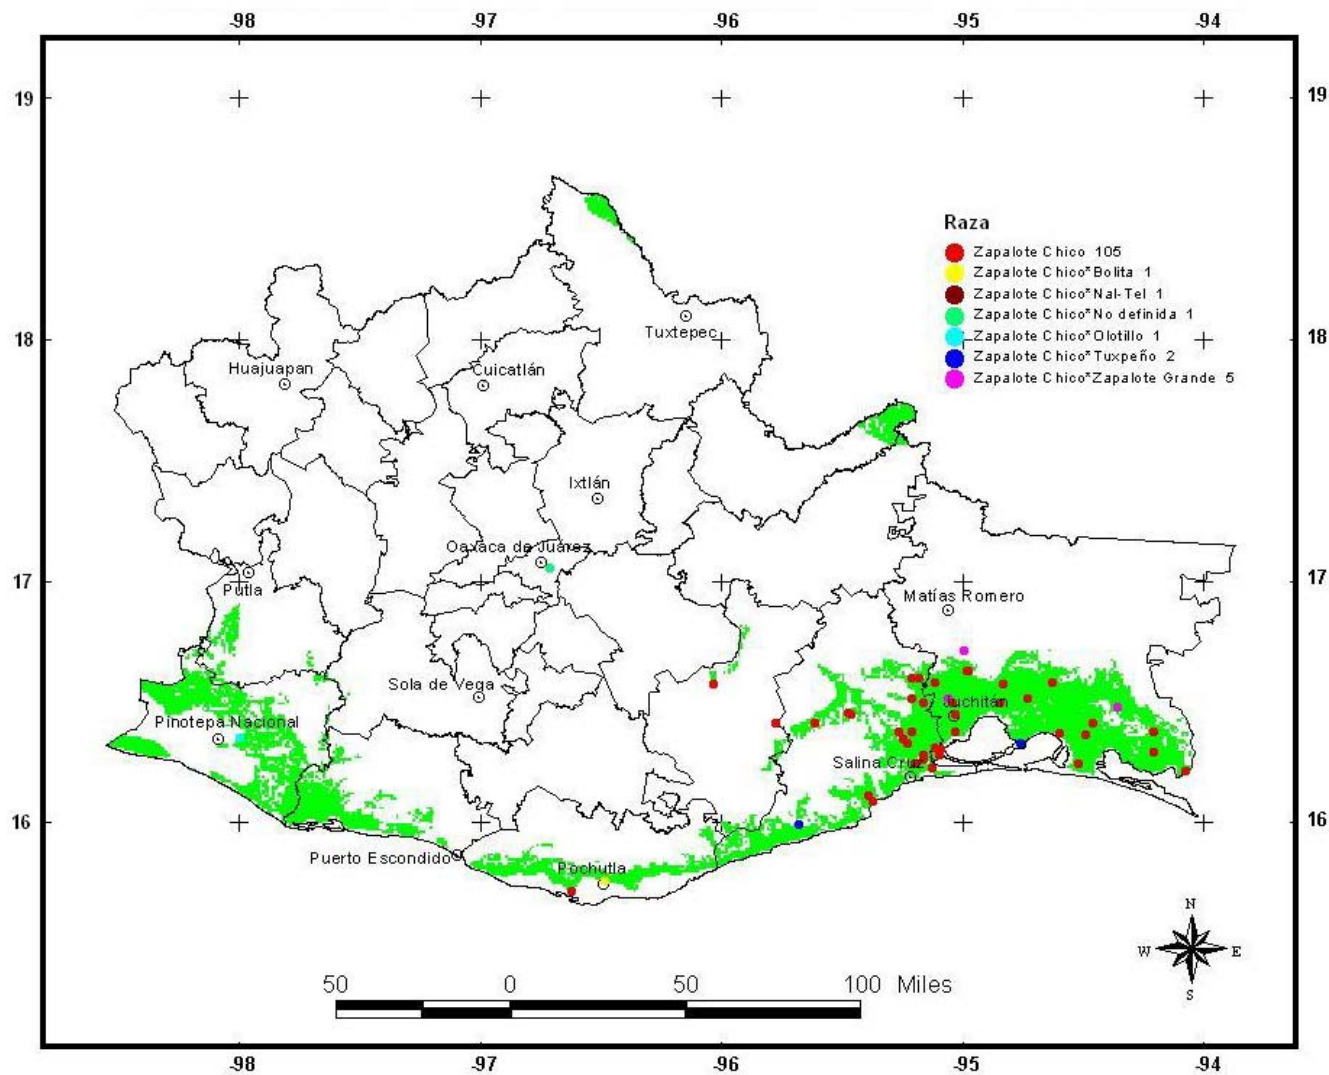 -98 -97 -96 -95 -94
19 19
Raza
Zapalote Chico 105
Zapalote Chico*Bolita 1
Zapalote Chico*Nal-Tel 1
Zapalote Chico*No definida 1
Zapalote Chico*Olotillo 1
Zapalote Chico*Tuxpeño 2
Zapalote Chico*Zapalote Grande 5
Tuxtepec
18 18
Huajuapan
Cuicatlán
Ixtlán
Oaxaca de Juárez
17 17
Putla
Matías Romero
Sola de Vega
Juchitán
Pinotepa Nacional
Salina Cruz
16 16
Puerto Escondido
Pochutla
N
W E
S
50 0 50 100 Miles
-98 -97 -96 -95 -94